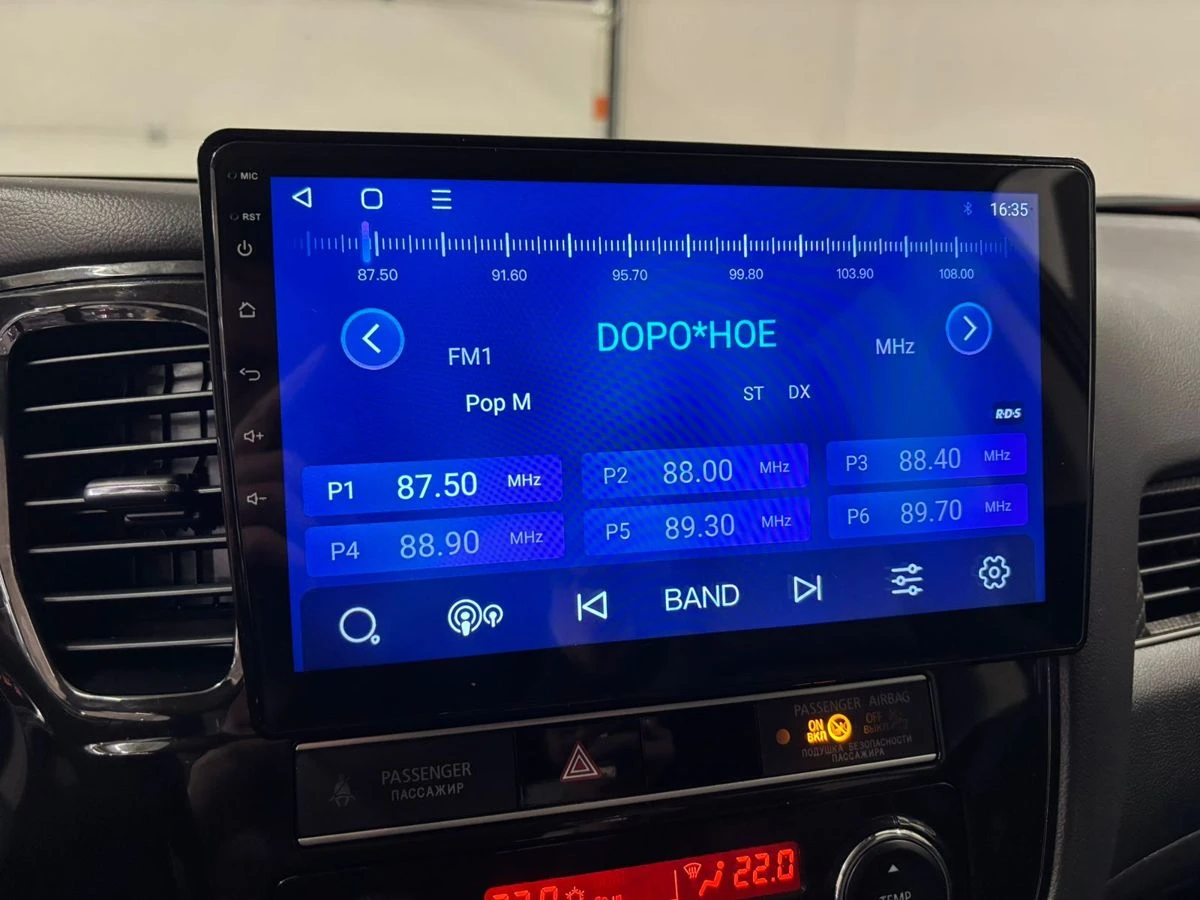 MIC
RST
16:35
87.50 91.60 95.70 99.80 103.90 108.00
DOPO*HOE
FM1
MHz
Pop M
ST DX
R·D·S
P1 87.50 MHz
P2 88.00 MHz
P3 88.40 MHz
P4 88.90 MHz
P5 89.30 MHz
P6 89.70 MHz
BAND
PASSENGER
ПАССАЖИР
PASSENGER AIRBAG
ON
ВКЛ
OFF
ВЫКЛ
ПОДУШКА БЕЗОПАСНОСТИ
ПАССАЖИРА
22.0
TEMP